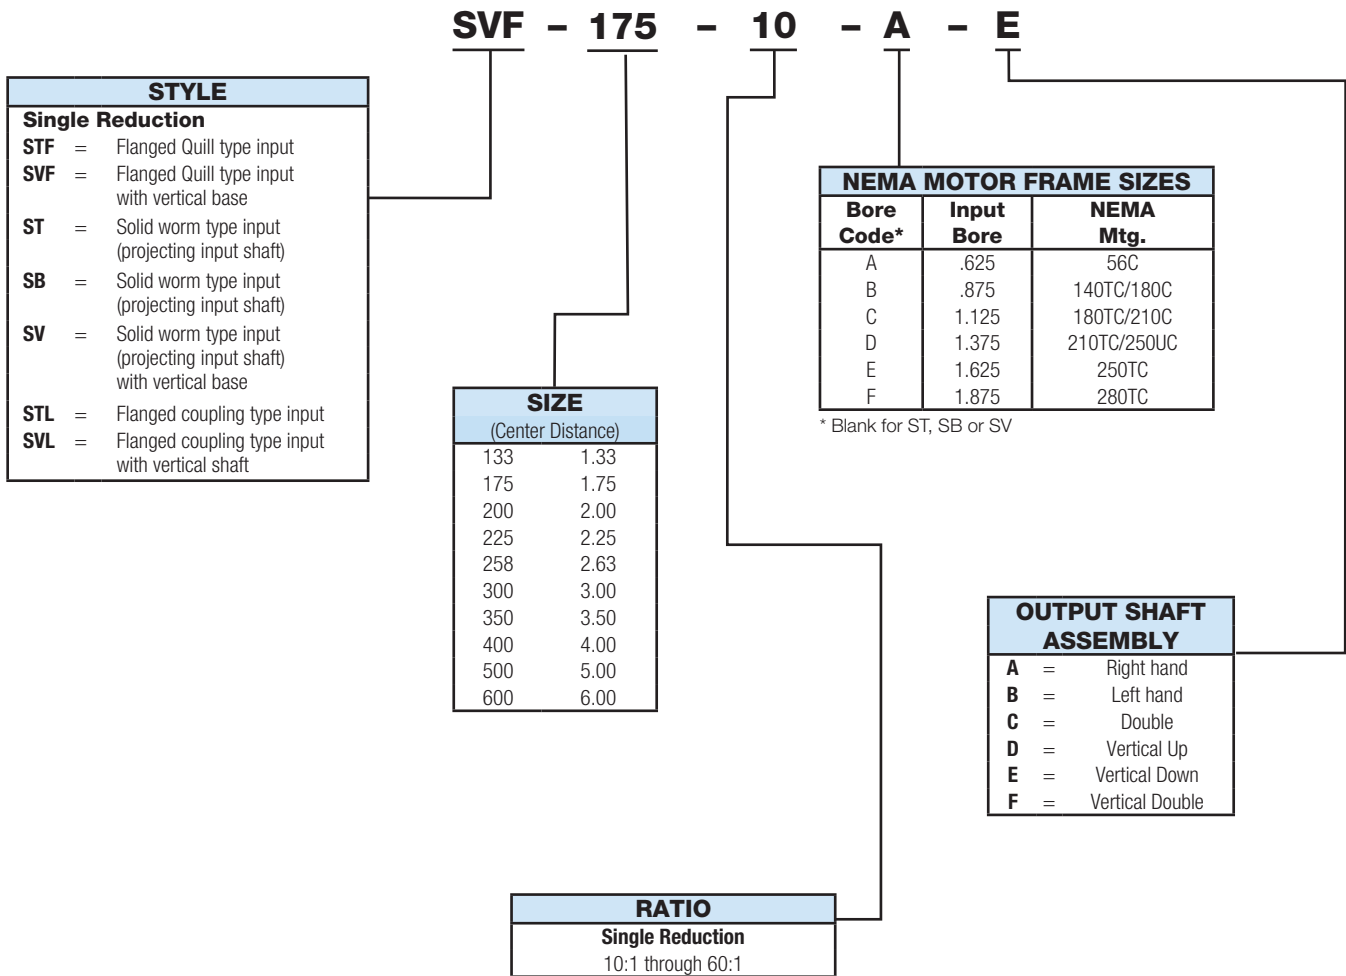 SVF – 175 – 10 – A – E
STYLE
Single Reduction
STF = Flanged Quill type input
SVF = Flanged Quill type input
with vertical base
ST = Solid worm type input
(projecting input shaft)
SB = Solid worm type input
(projecting input shaft)
SV = Solid worm type input
(projecting input shaft)
with vertical base
STL = Flanged coupling type input
SVL = Flanged coupling type input
with vertical shaft
SIZE
(Center Distance)
133 1.33
175 1.75
200 2.00
225 2.25
258 2.63
300 3.00
350 3.50
400 4.00
500 5.00
600 6.00
NEMA MOTOR FRAME SIZES
Bore Input NEMA
Code* Bore Mtg.
A .625 56C
B .875 140TC/180C
C 1.125 180TC/210C
D 1.375 210TC/250UC
E 1.625 250TC
F 1.875 280TC
* Blank for ST, SB or SV
OUTPUT SHAFT
ASSEMBLY
A = Right hand
B = Left hand
C = Double
D = Vertical Up
E = Vertical Down
F = Vertical Double
RATIO
Single Reduction
10:1 through 60:1